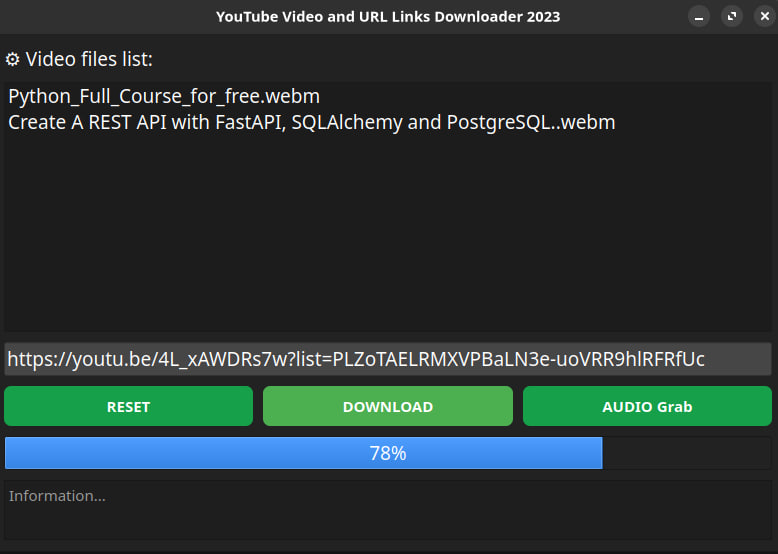 YouTube Video and URL Links Downloader 2023
⚙ Video files list:
Python_Full_Course_for_free.webm
Create A REST API with FastAPI, SQLAlchemy and PostgreSQL..webm
https://youtu.be/4L_xAWDRs7w?list=PLZoTAELRMXVPBaLN3e-uoVRR9hlRFRfUc
RESET
DOWNLOAD
AUDIO Grab
78%
Information...